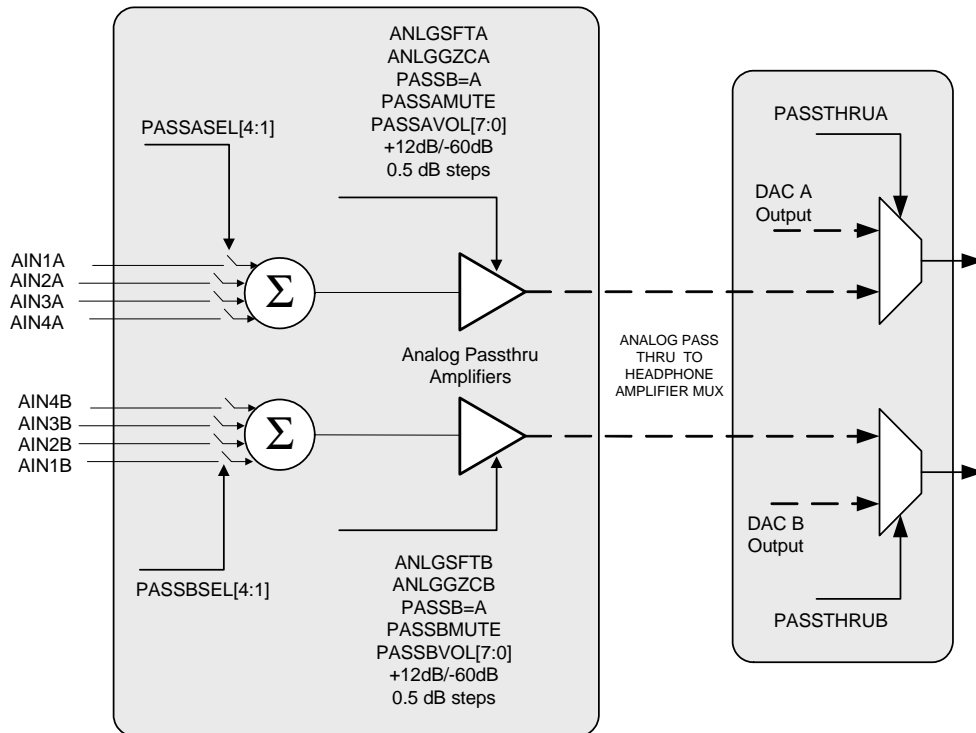 ANLGSFTA
ANLGGZCA
PASSB=A
PASSAMUTE
PASSAVOL[7:0]
+12dB/-60dB
0.5 dB steps
PASSASEL[4:1]
AIN1A
AIN2A
AIN3A
AIN4A
Σ
Analog Passthru
Amplifiers
AIN4B
AIN3B
AIN2B
AIN1B
Σ
PASSBSEL[4:1]
ANLGSFTB
ANLGGZCB
PASSB=A
PASSBMUTE
PASSBVOL[7:0]
+12dB/-60dB
0.5 dB steps
ANALOG PASS
THRU TO
HEADPHONE
AMPLIFIER MUX
PASSTHRUA
DAC A
Output
DAC B
Output
PASSTHRUB